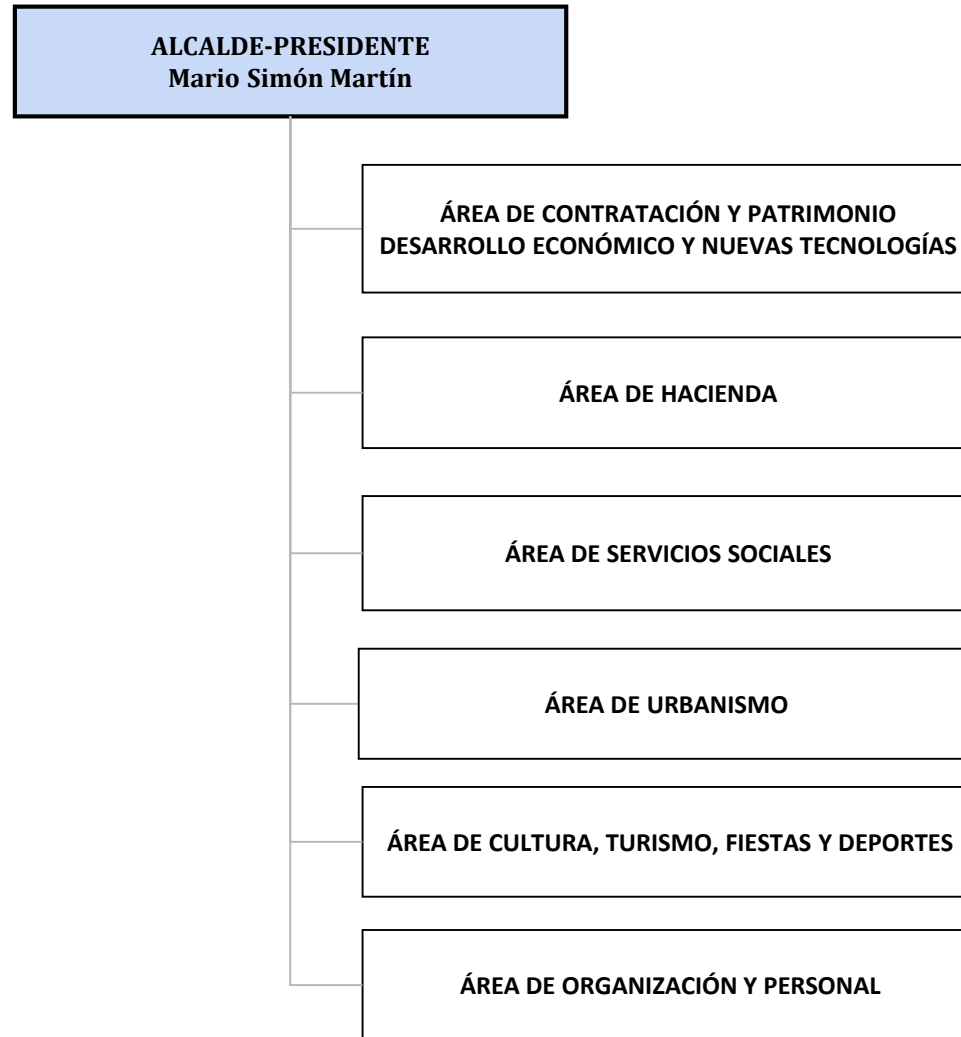 ALCALDE-PRESIDENTE
Mario Simón Martín
ÁREA DE CONTRATACIÓN Y PATRIMONIO
DESARROLLO ECONÓMICO Y NUEVAS TECNOLOGÍAS
ÁREA DE HACIENDA
ÁREA DE SERVICIOS SOCIALES
ÁREA DE URBANISMO
ÁREA DE CULTURA, TURISMO, FIESTAS Y DEPORTES
ÁREA DE ORGANIZACIÓN Y PERSONAL